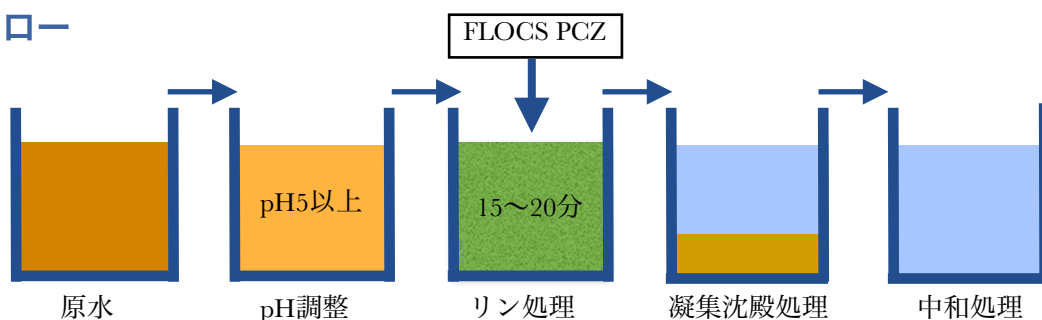 ロー
FLOCS PCZ
pH5以上
15〜20分
原水
pH調整
リン処理
凝集沈殿処理
中和処理